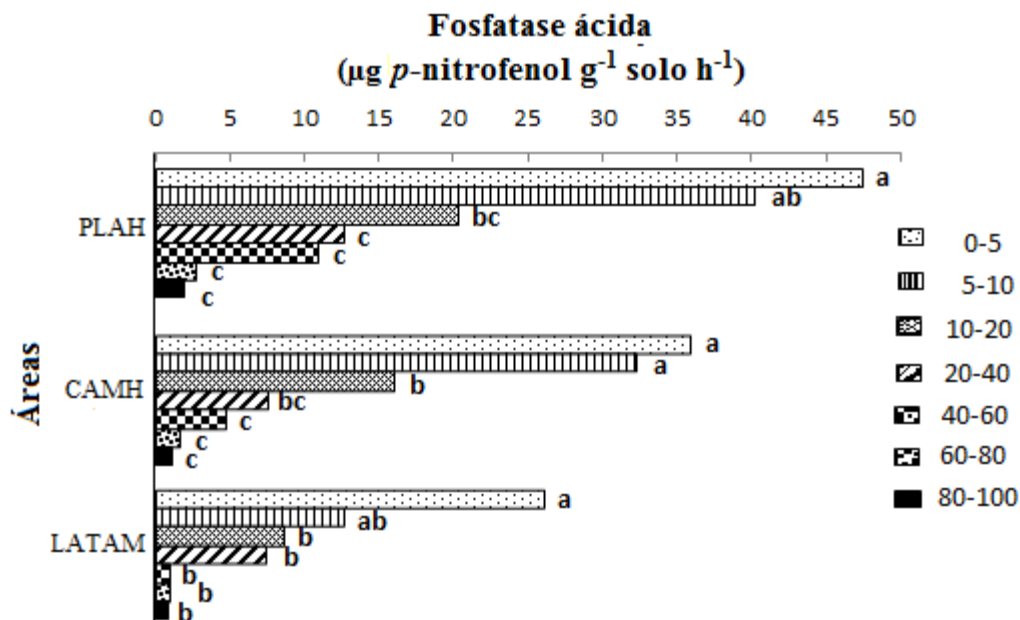 Fosfatase ácida
(µg p-nitrofenol g-1 solo h-1)
0 5 10 15 20 25 30 35 40 45 50
Áreas
PLAH
a
ab
bc
c
c
c
c
CAMH
a
a
b
bc
c
c
c
LATAM
a
ab
b
b
b
b
b
0-5
5-10
10-20
20-40
40-60
60-80
80-100